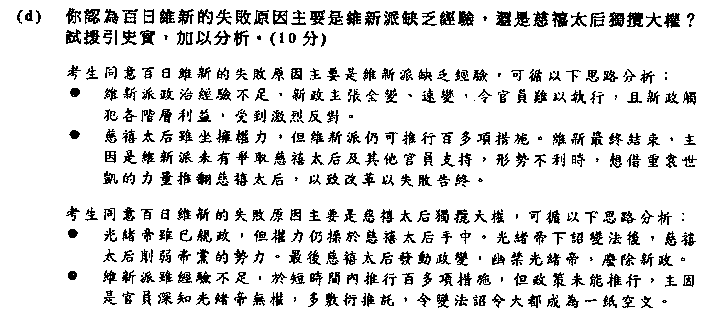 (d) 你認為百日維新的失敗原因主要是維新派缺乏經驗，還是慈禧太后獨攬大權？
試援引史實，加以分析。(10 分)
考生同意百日維新的失敗原因主要是維新派缺乏經驗，可循以下思路分析：
● 維新派政治經驗不足，新政主張全變、速變，令官員難以執行，且新政觸
犯各階層利益，受到激烈反對。
● 慈禧太后雖坐擁權力，但維新派仍可推行百多項措施。維新最終結束，主
因是維新派未有爭取慈禧太后及其他官員支持，形勢不利時，想借重袁世
凱的力量推翻慈禧太后，以致改革以失敗告終。
考生同意百日維新的失敗原因主要是慈禧太后獨攬大權，可循以下思路分析：
● 光緒帝雖已親政，但權力仍操於慈禧太后手中。光緒帝下詔變法後，慈禧
太后削弱帝黨的勢力。最後慈禧太后發動政變，幽禁光緒帝，廢除新政。
● 維新派雖經驗不足，於短時間內推行百多項措施，但政策未能推行，主因
是官員深知光緒帝無權，多敷衍推託，令變法詔令大都成為一紙空文。